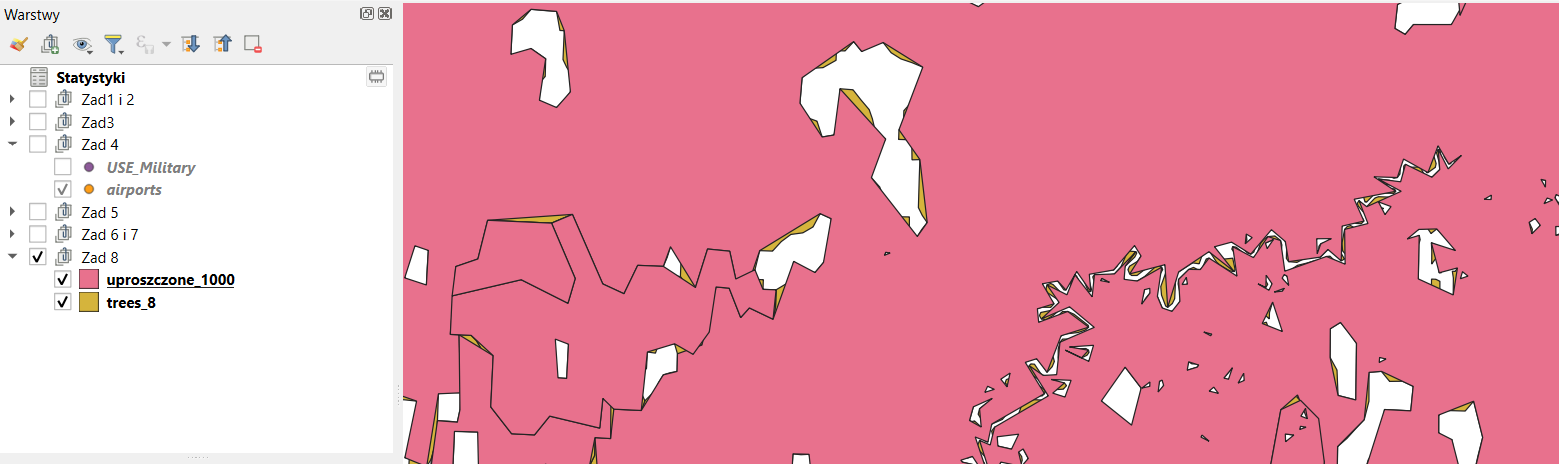 Warstwy
Statystyki
Zad1 i 2
Zad3
Zad 4
USE_Military
airports
Zad 5
Zad 6 i 7
Zad 8
uproszczone_1000
trees_8